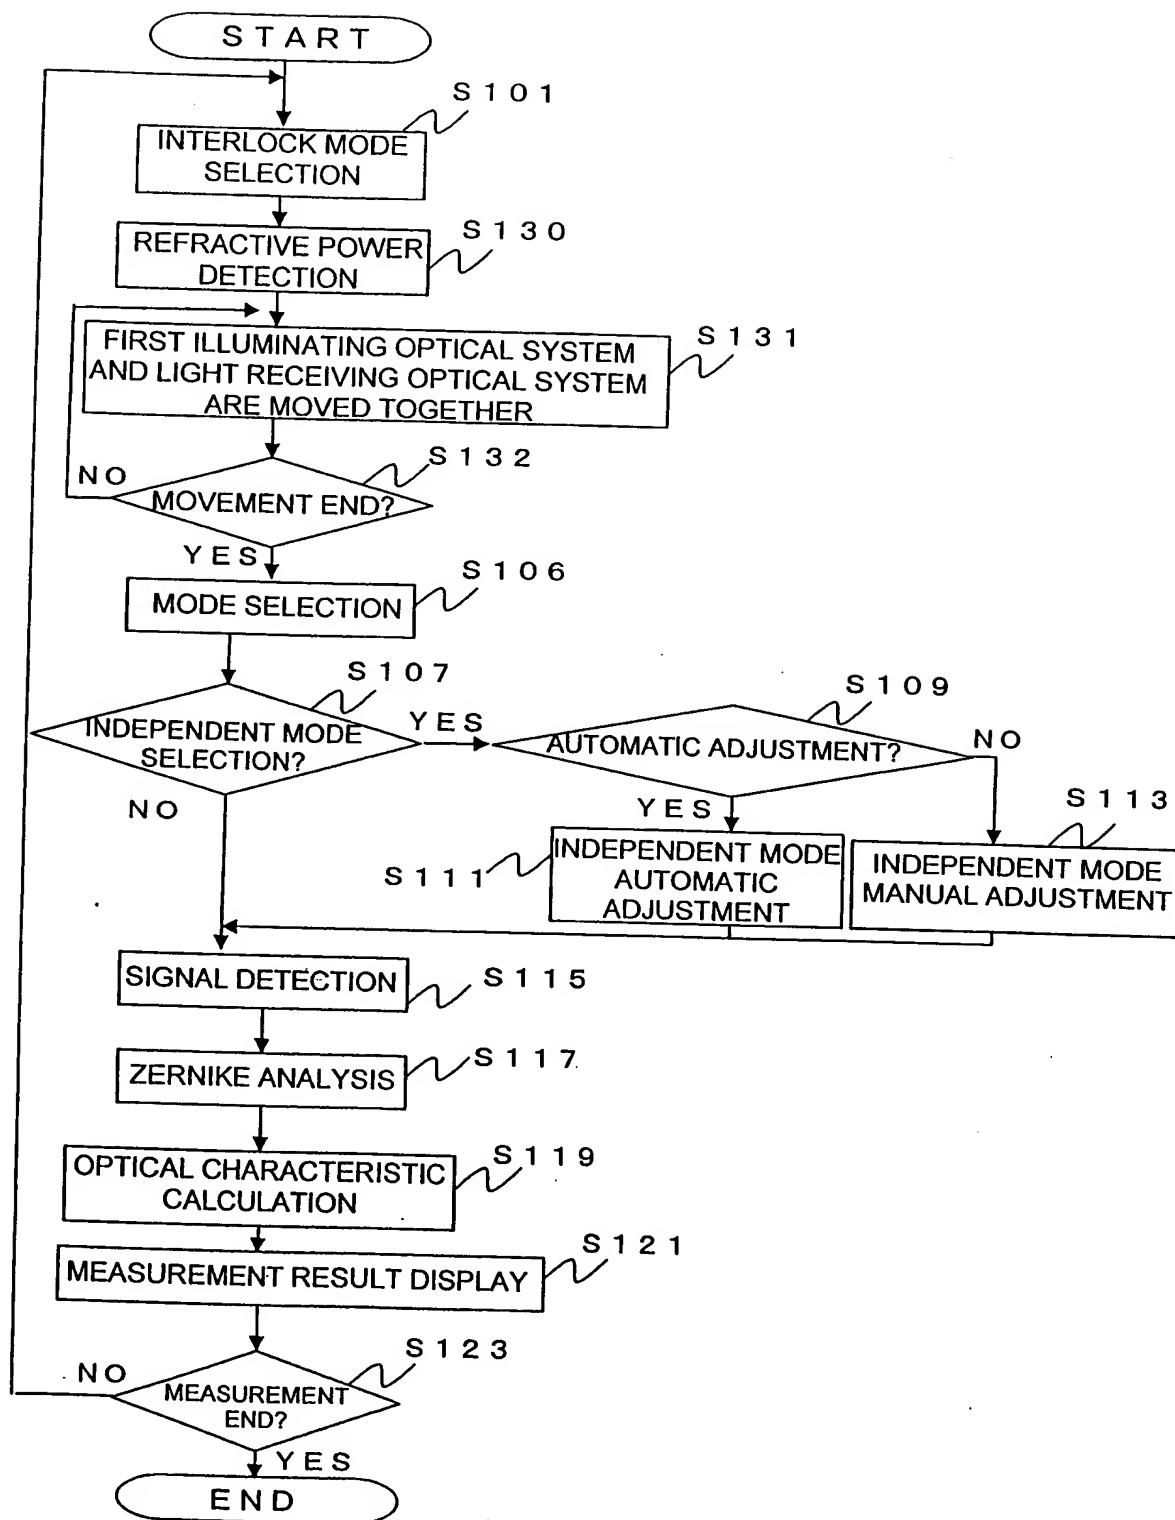 START
S101
INTERLOCK MODE
SELECTION
S130
REFRACTIVE POWER
DETECTION
S131
FIRST ILLUMINATING OPTICAL SYSTEM
AND LIGHT RECEIVING OPTICAL SYSTEM
ARE MOVED TOGETHER
S132
NO
MOVEMENT END?
YES
S106
MODE SELECTION
S107
INDEPENDENT MODE
SELECTION?
YES
S109
AUTOMATIC ADJUSTMENT?
NO
NO
YES
S113
S111
INDEPENDENT MODE
AUTOMATIC
ADJUSTMENT
INDEPENDENT MODE
MANUAL ADJUSTMENT
SIGNAL DETECTION
S115
ZERNIKE ANALYSIS
S117
OPTICAL CHARACTERISTIC
CALCULATION
S119
MEASUREMENT RESULT DISPLAY
S121
S123
NO
MEASUREMENT
END?
YES
END